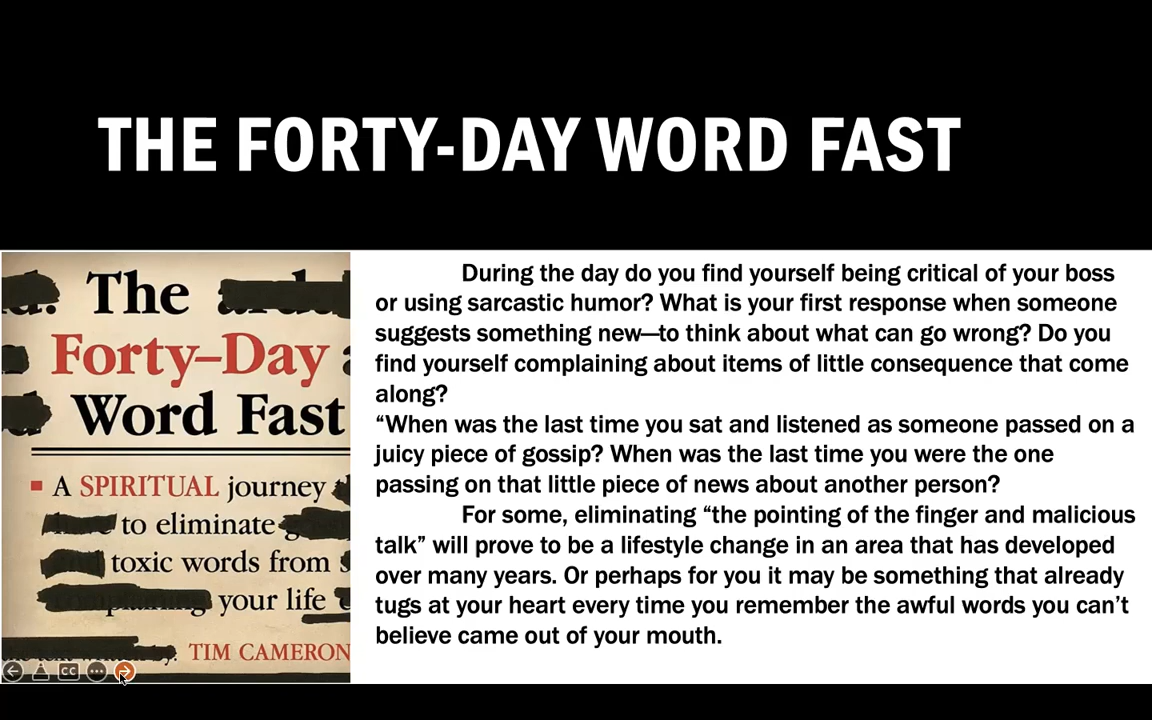 THE FORTY-DAY WORD FAST
The
Forty–Day
Word Fast
A SPIRITUAL journey
to eliminate
toxic words from
your life
TIM CAMERON
CC
During the day do you find yourself being critical of your boss
or using sarcastic humor? What is your first response when someone
suggests something new—to think about what can go wrong? Do you
find yourself complaining about items of little consequence that come
along?
“When was the last time you sat and listened as someone passed on a
juicy piece of gossip? When was the last time you were the one
passing on that little piece of news about another person?
For some, eliminating “the pointing of the finger and malicious
talk” will prove to be a lifestyle change in an area that has developed
over many years. Or perhaps for you it may be something that already
tugs at your heart every time you remember the awful words you can’t
believe came out of your mouth.